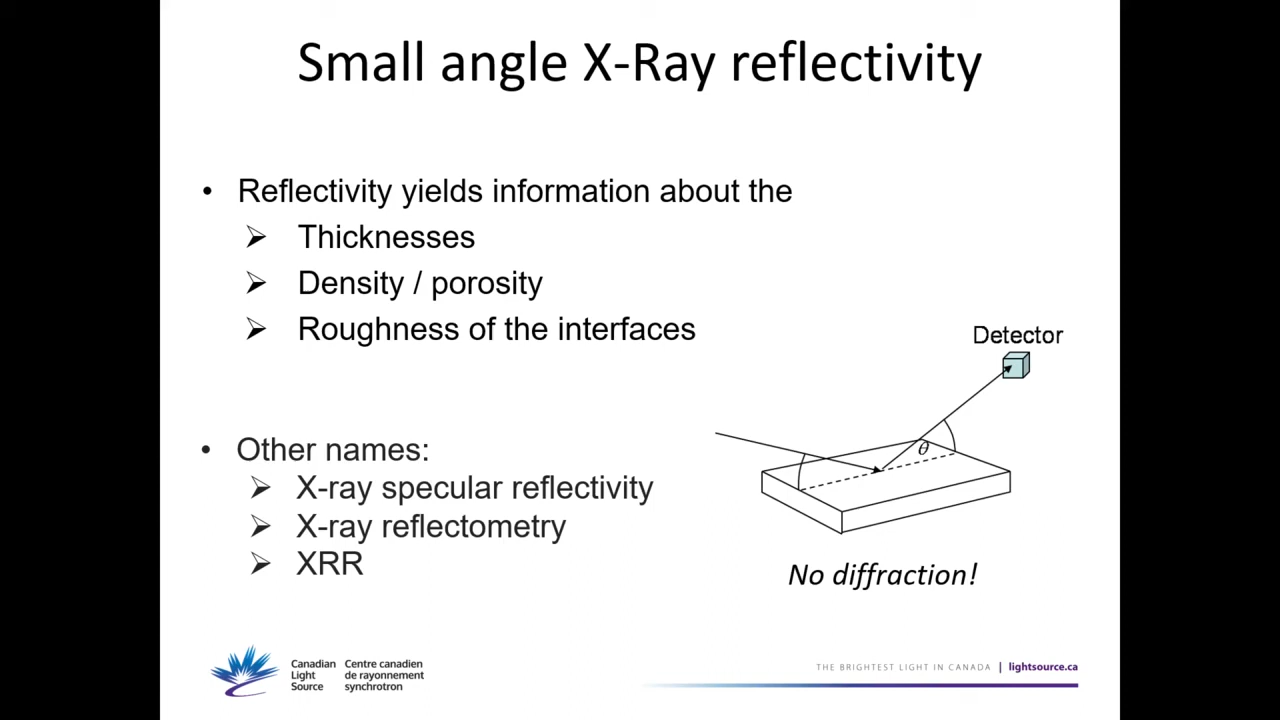 Small angle X-Ray reflectivity
• Reflectivity yields information about the
➢ Thicknesses
➢ Density / porosity
➢ Roughness of the interfaces
Detector
θ
• Other names:
➢ X-ray specular reflectivity
➢ X-ray reflectometry
➢ XRR
No diffraction!
Canadian
Light
Source
Centre canadien
de rayonnement
synchrotron
THE BRIGHTEST LIGHT IN CANADA | lightsource.ca